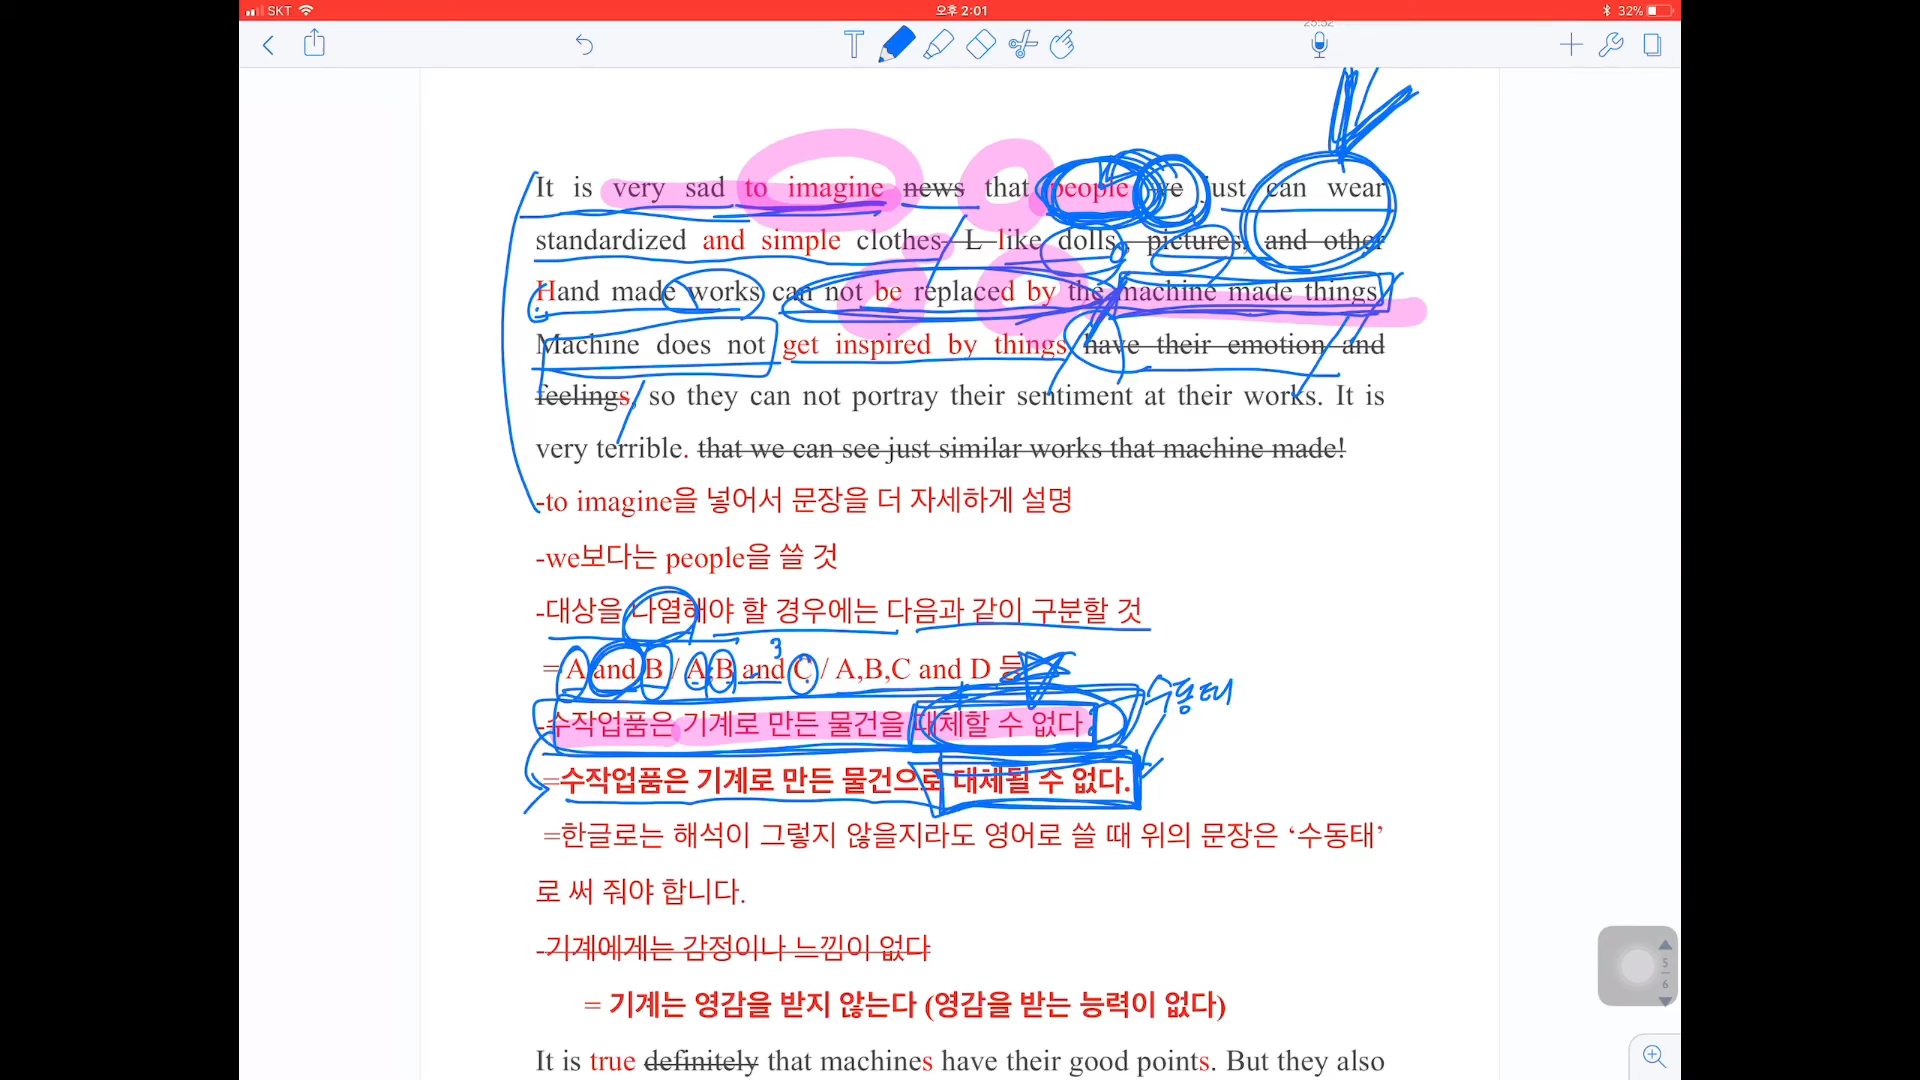 SKT 오후 2:01 32%
25:52
It is very sad to imagine news that people we just can wear
standardized and simple clothes L like dolls, pictures, and other
Hand made works can not be replaced by the machine made things
Machine does not get inspired by things have their emotion and
feelings, so they can not portray their sentiment at their works. It is
very terrible. that we can see just similar works that machine made!
-to imagine을 넣어서 문장을 더 자세하게 설명
-we보다는 people을 쓸 것
-대상을 나열해야 할 경우에는 다음과 같이 구분할 것
3
= A and B / A,B and C / A,B,C and D 등
수동태
-수작업품은 기계로 만든 물건을 대체할 수 없다.
=수작업품은 기계로 만든 물건으로 대체될 수 없다.
=한글로는 해석이 그렇지 않을지라도 영어로 쓸 때 위의 문장은 ‘수동태’
로 써 줘야 합니다.
-기계에게는 감정이나 느낌이 없다
= 기계는 영감을 받지 않는다 (영감을 받는 능력이 없다)
5
6
It is true definitely that machines have their good points. But they also